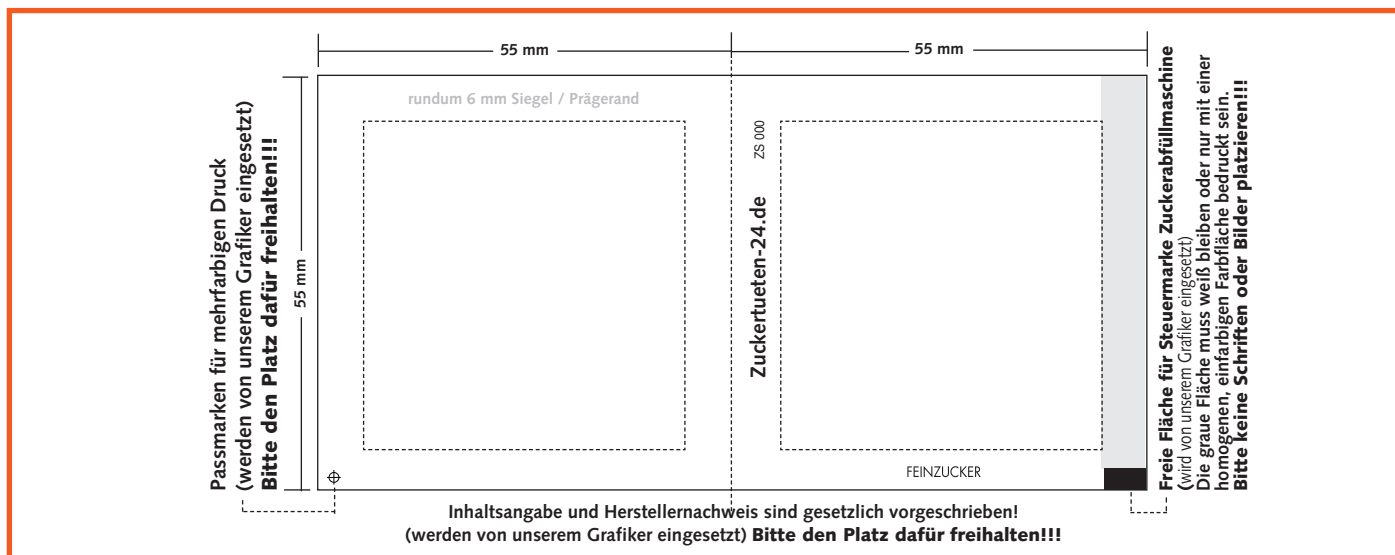 55 mm
55 mm
rundum 6 mm Siegel / Prägerand
Passmarken für mehrfarbigen Druck
(werden von unserem Grafiker eingesetzt)
Bitte den Platz dafür freihalten!!!
55 mm
ZS 000
Zuckertueten-24.de
FEINZUCKER
Freie Fläche für Steuermarke Zuckerabfüllmaschine
(wird von unserem Grafiker eingesetzt)
Die graue Fläche muss weiß bleiben oder nur mit einer
homogenen, einfarbigen Farbfläche bedruckt sein.
Bitte keine Schriften oder Bilder platzieren!!!
Inhaltsangabe und Herstellernachweis sind gesetzlich vorgeschrieben!
(werden von unserem Grafiker eingesetzt) Bitte den Platz dafür freihalten!!!